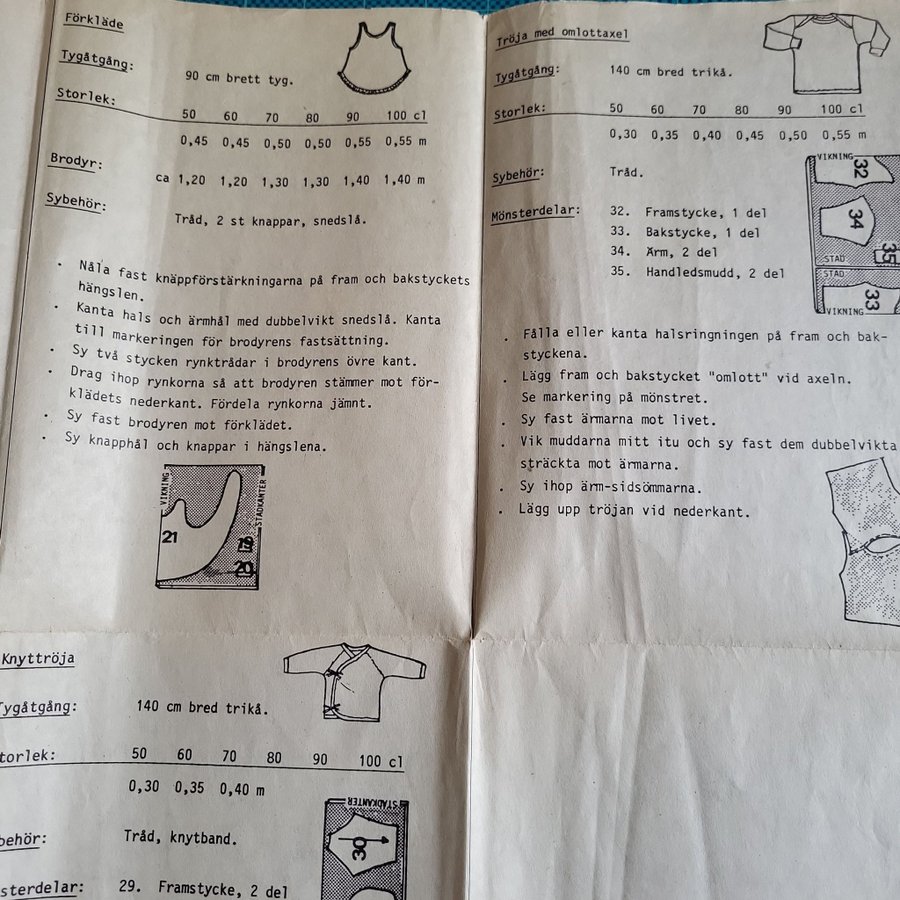 Förkläde
Tygåtgång: 90 cm brett tyg.
Storlek:
50 60 70 80 90 100 cl
0,45 0,45 0,50 0,50 0,55 0,55 m
Brodyr: ca 1,20 1,20 1,30 1,30 1,40 1,40 m
Sybehör: Tråd, 2 st knappar, snedslå.
· Nåla fast knäppförstärkningarna på fram och bakstyckets
hängslen.
· Kanta hals och ärmhål med dubbelvikt snedslå. Kanta
till markeringen för brodyrens fastsättning.
· Sy två stycken rynktrådar i brodyrens övre kant.
· Drag ihop rynkorna så att brodyren stämmer mot för-
klädets nederkant. Fördela rynkorna jämnt.
· Sy fast brodyren mot förklädet.
· Sy knapphål och knappar i hängslena.
VIKNING
STADKANTER
21
19
20
Tröja med omlottaxel
Tygåtgång: 140 cm bred trikå.
Storlek: 50 60 70 80 90 100 cl
0,30 0,35 0,40 0,45 0,50 0,55 m
Sybehör: Tråd.
Mönsterdelar: 32. Framstycke, 1 del
33. Bakstycke, 1 del
34. Ärm, 2 del
35. Handledsmudd, 2 del
VIKNING
32
34
35
STAD
STAD
33
VIKNING
. Fålla eller kanta halsringningen på fram och bak-
styckena.
. Lägg fram och bakstycket "omlott" vid axeln.
Se markering på mönstret.
. Sy fast ärmarna mot livet.
. Vik muddarna mitt itu och sy fast dem dubbelvikta
sträckta mot ärmarna.
. Sy ihop ärm-sidsömmarna.
. Lägg upp tröjan vid nederkant.
Knyttröja
Tygåtgång: 140 cm bred trikå.
torlek: 50 60 70 80 90 100 cl
0,30 0,35 0,40 m
behör: Tråd, knytband.
sterdelar: 29. Framstycke, 2 del
STADKANTER
30